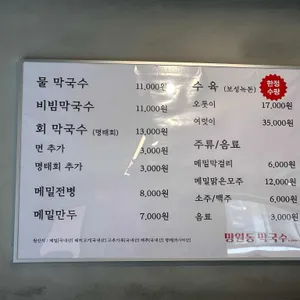 물 막국수 11,000원
비빔막국수 11,000원
회 막국수 (명태회) 13,000원
면 추가 3,000원
명태회 추가 3,000원
메밀전병 8,000원
메밀만두 7,000원
수 육 (보성녹돈) 한정 수량
오롯이 17,000원
어럿이 35,000원
주류/음료
메밀막걸리 6,000원
메밀맑은모주 12,000원
소주/맥주 6,000원
음료 3,000원
망원동 막국수